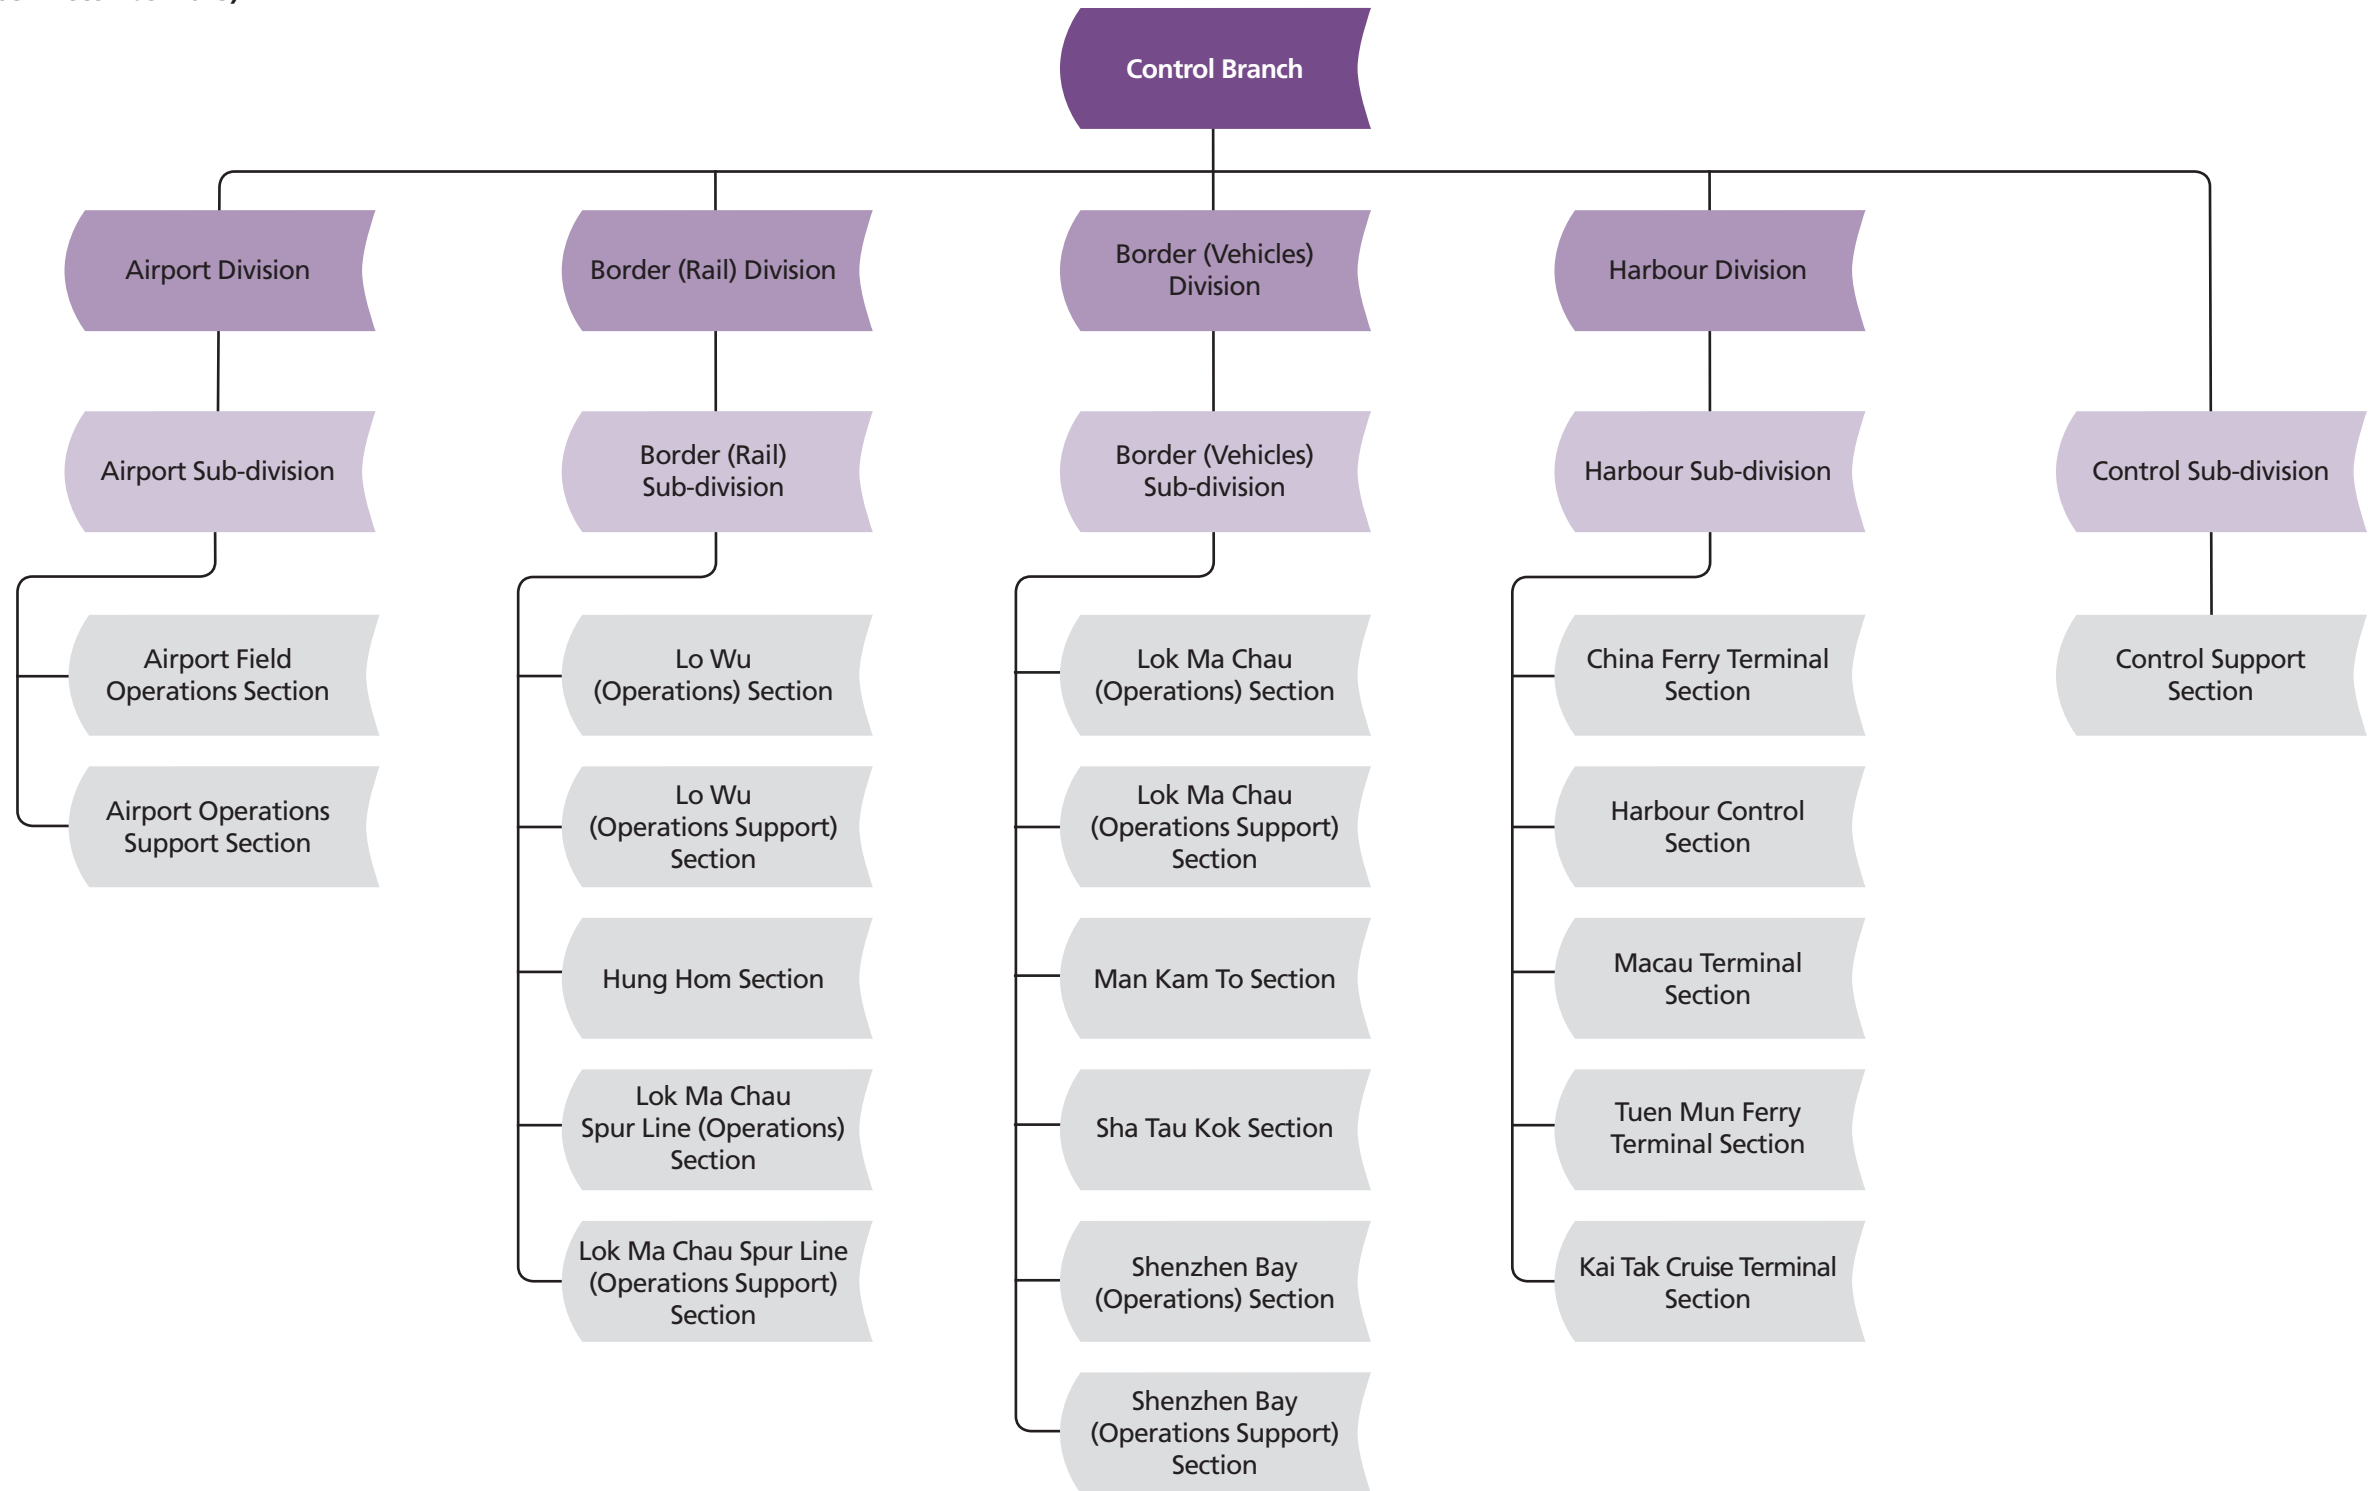 Control Branch
Airport Division
Border (Rail) Division
Border (Vehicles)
Division
Harbour Division
Airport Sub-division
Border (Rail)
Sub-division
Border (Vehicles)
Sub-division
Harbour Sub-division
Control Sub-division
Airport Field
Operations Section
Airport Operations
Support Section
Lo Wu
(Operations) Section
Lo Wu
(Operations Support)
Section
Hung Hom Section
Lok Ma Chau
Spur Line (Operations)
Section
Lok Ma Chau Spur Line
(Operations Support)
Section
Lok Ma Chau
(Operations) Section
Lok Ma Chau
(Operations Support)
Section
Man Kam To Section
Sha Tau Kok Section
Shenzhen Bay
(Operations) Section
Shenzhen Bay
(Operations Support)
Section
China Ferry Terminal
Section
Harbour Control
Section
Macau Terminal
Section
Tuen Mun Ferry
Terminal Section
Kai Tak Cruise Terminal
Section
Control Support
Section